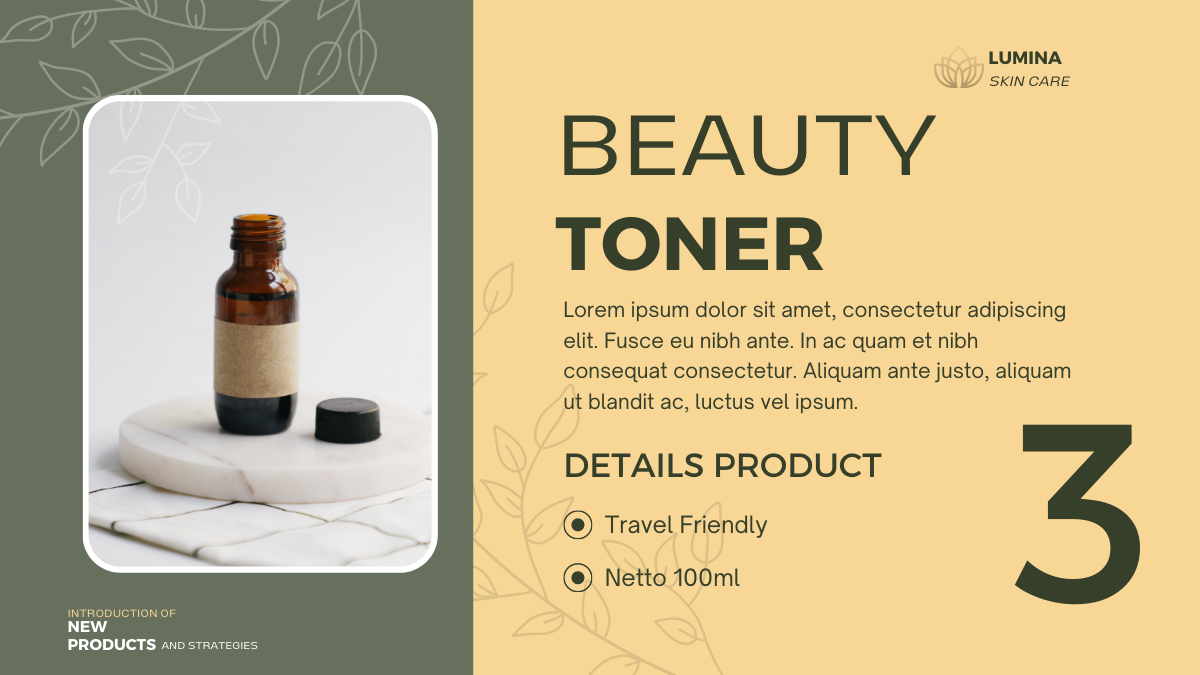 LUMINA
SKIN CARE
BEAUTY
TONER
Lorem ipsum dolor sit amet, consectetur adipiscing
elit. Fusce eu nibh ante. In ac quam et nibh
consequat consectetur. Aliquam ante justo, aliquam
ut blandit ac, luctus vel ipsum.
DETAILS PRODUCT
Travel Friendly
Netto 100ml
3
INTRODUCTION OF
NEW
PRODUCTS AND STRATEGIES